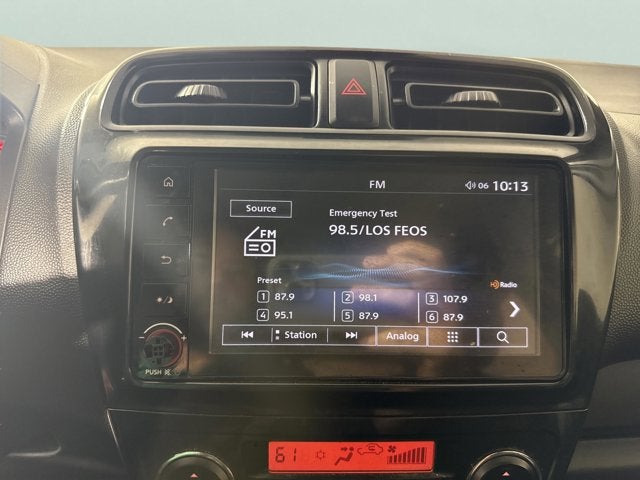 FM
06 10:13
Source
Emergency Test
98.5/LOS FEOS
FM
HD Radio
Preset
1 87.9 2 98.1 3 107.9
4 95.1 5 87.9 6 87.9
Station Analog
PUSH
61